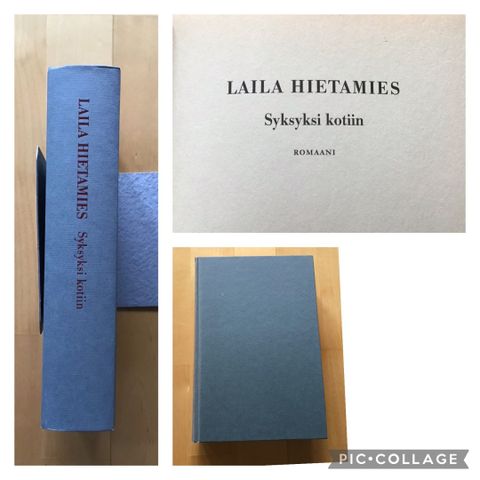 LAILA HIETAMIES Syksyksi kotiin
LAILA HIETAMIES
Syksyksi kotiin
ROMAANI
PIC•COLLAGE